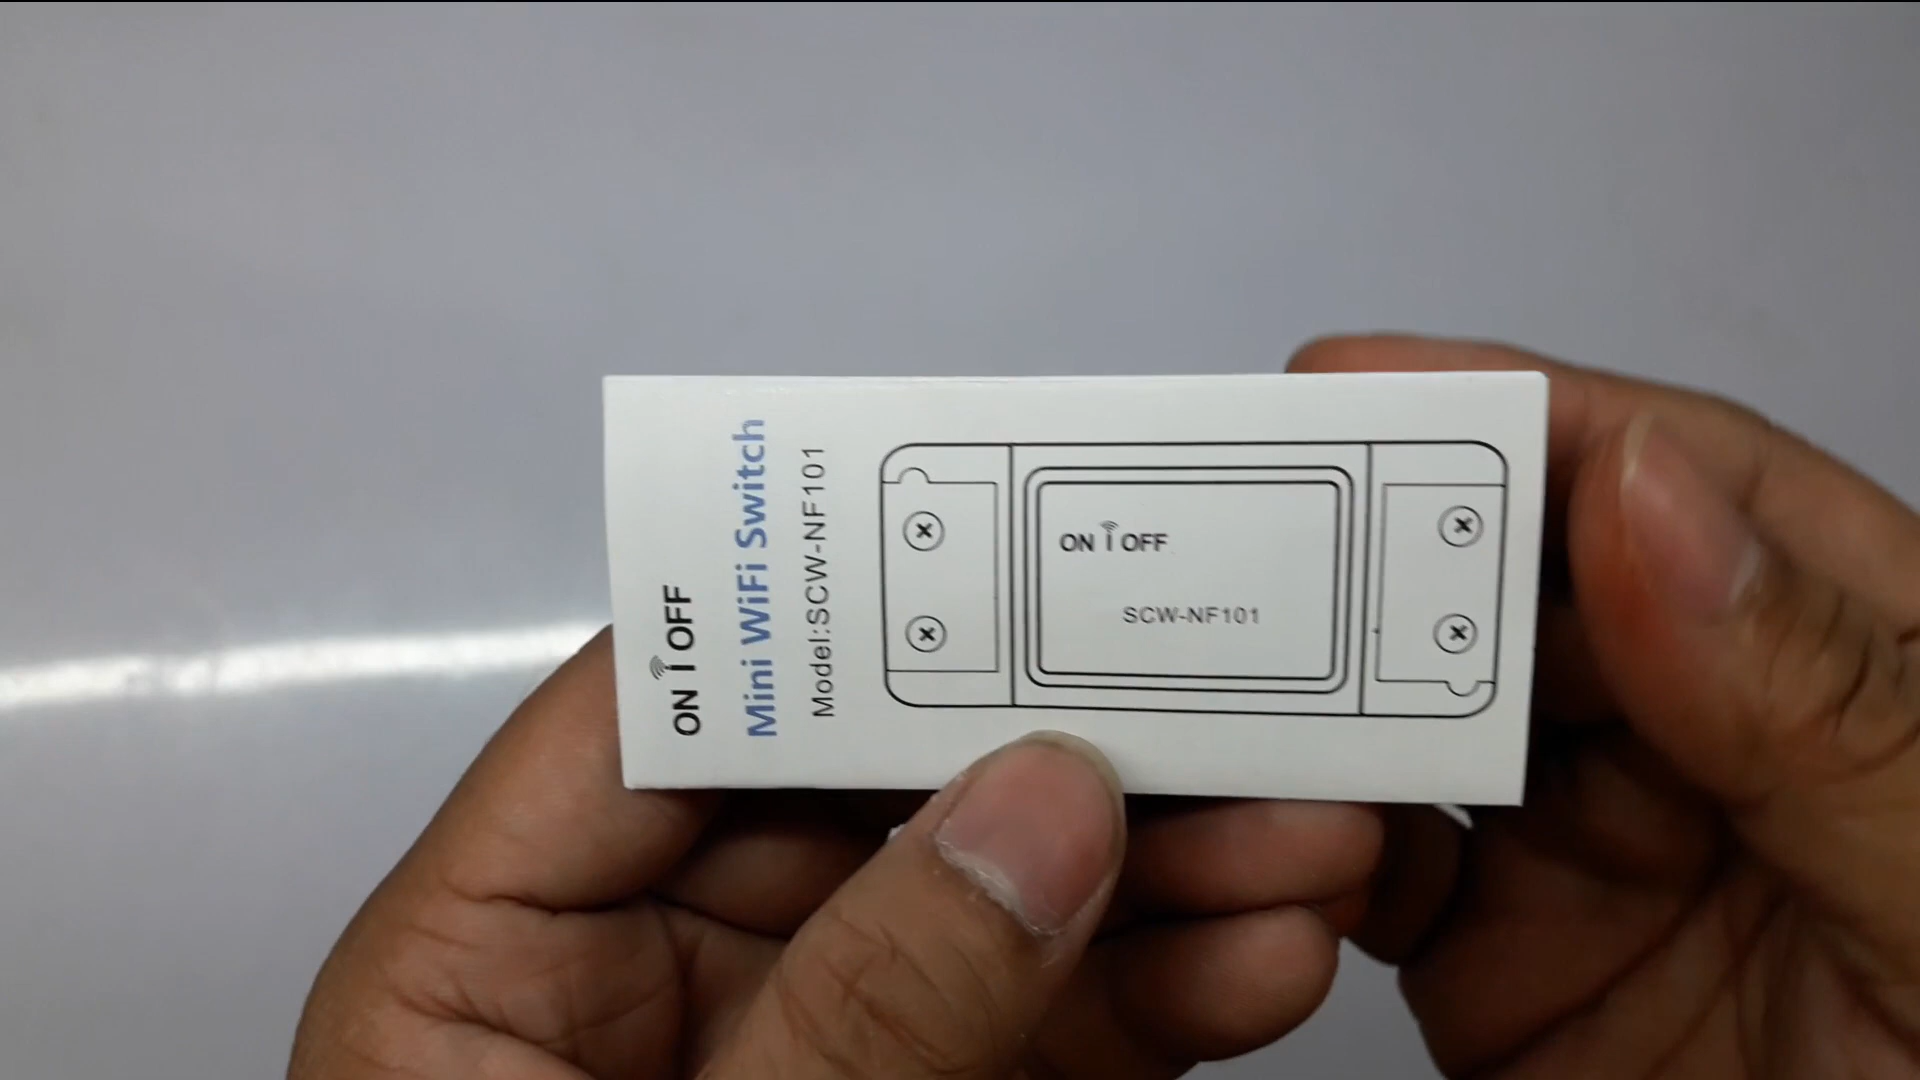 ON i OFF
Mini WiFi Switch
Model:SCW-NF101
ON i OFF
SCW-NF101